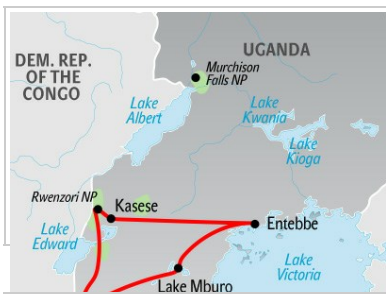 UGANDA
DEM. REP.
OF THE
CONGO
Murchison
Falls NP
Lake
Albert
Lake
Kwania
Lake
Kioga
Rwenzori NP
Kasese
Entebbe
Lake
Edward
Lake
Victoria
Lake Mburo